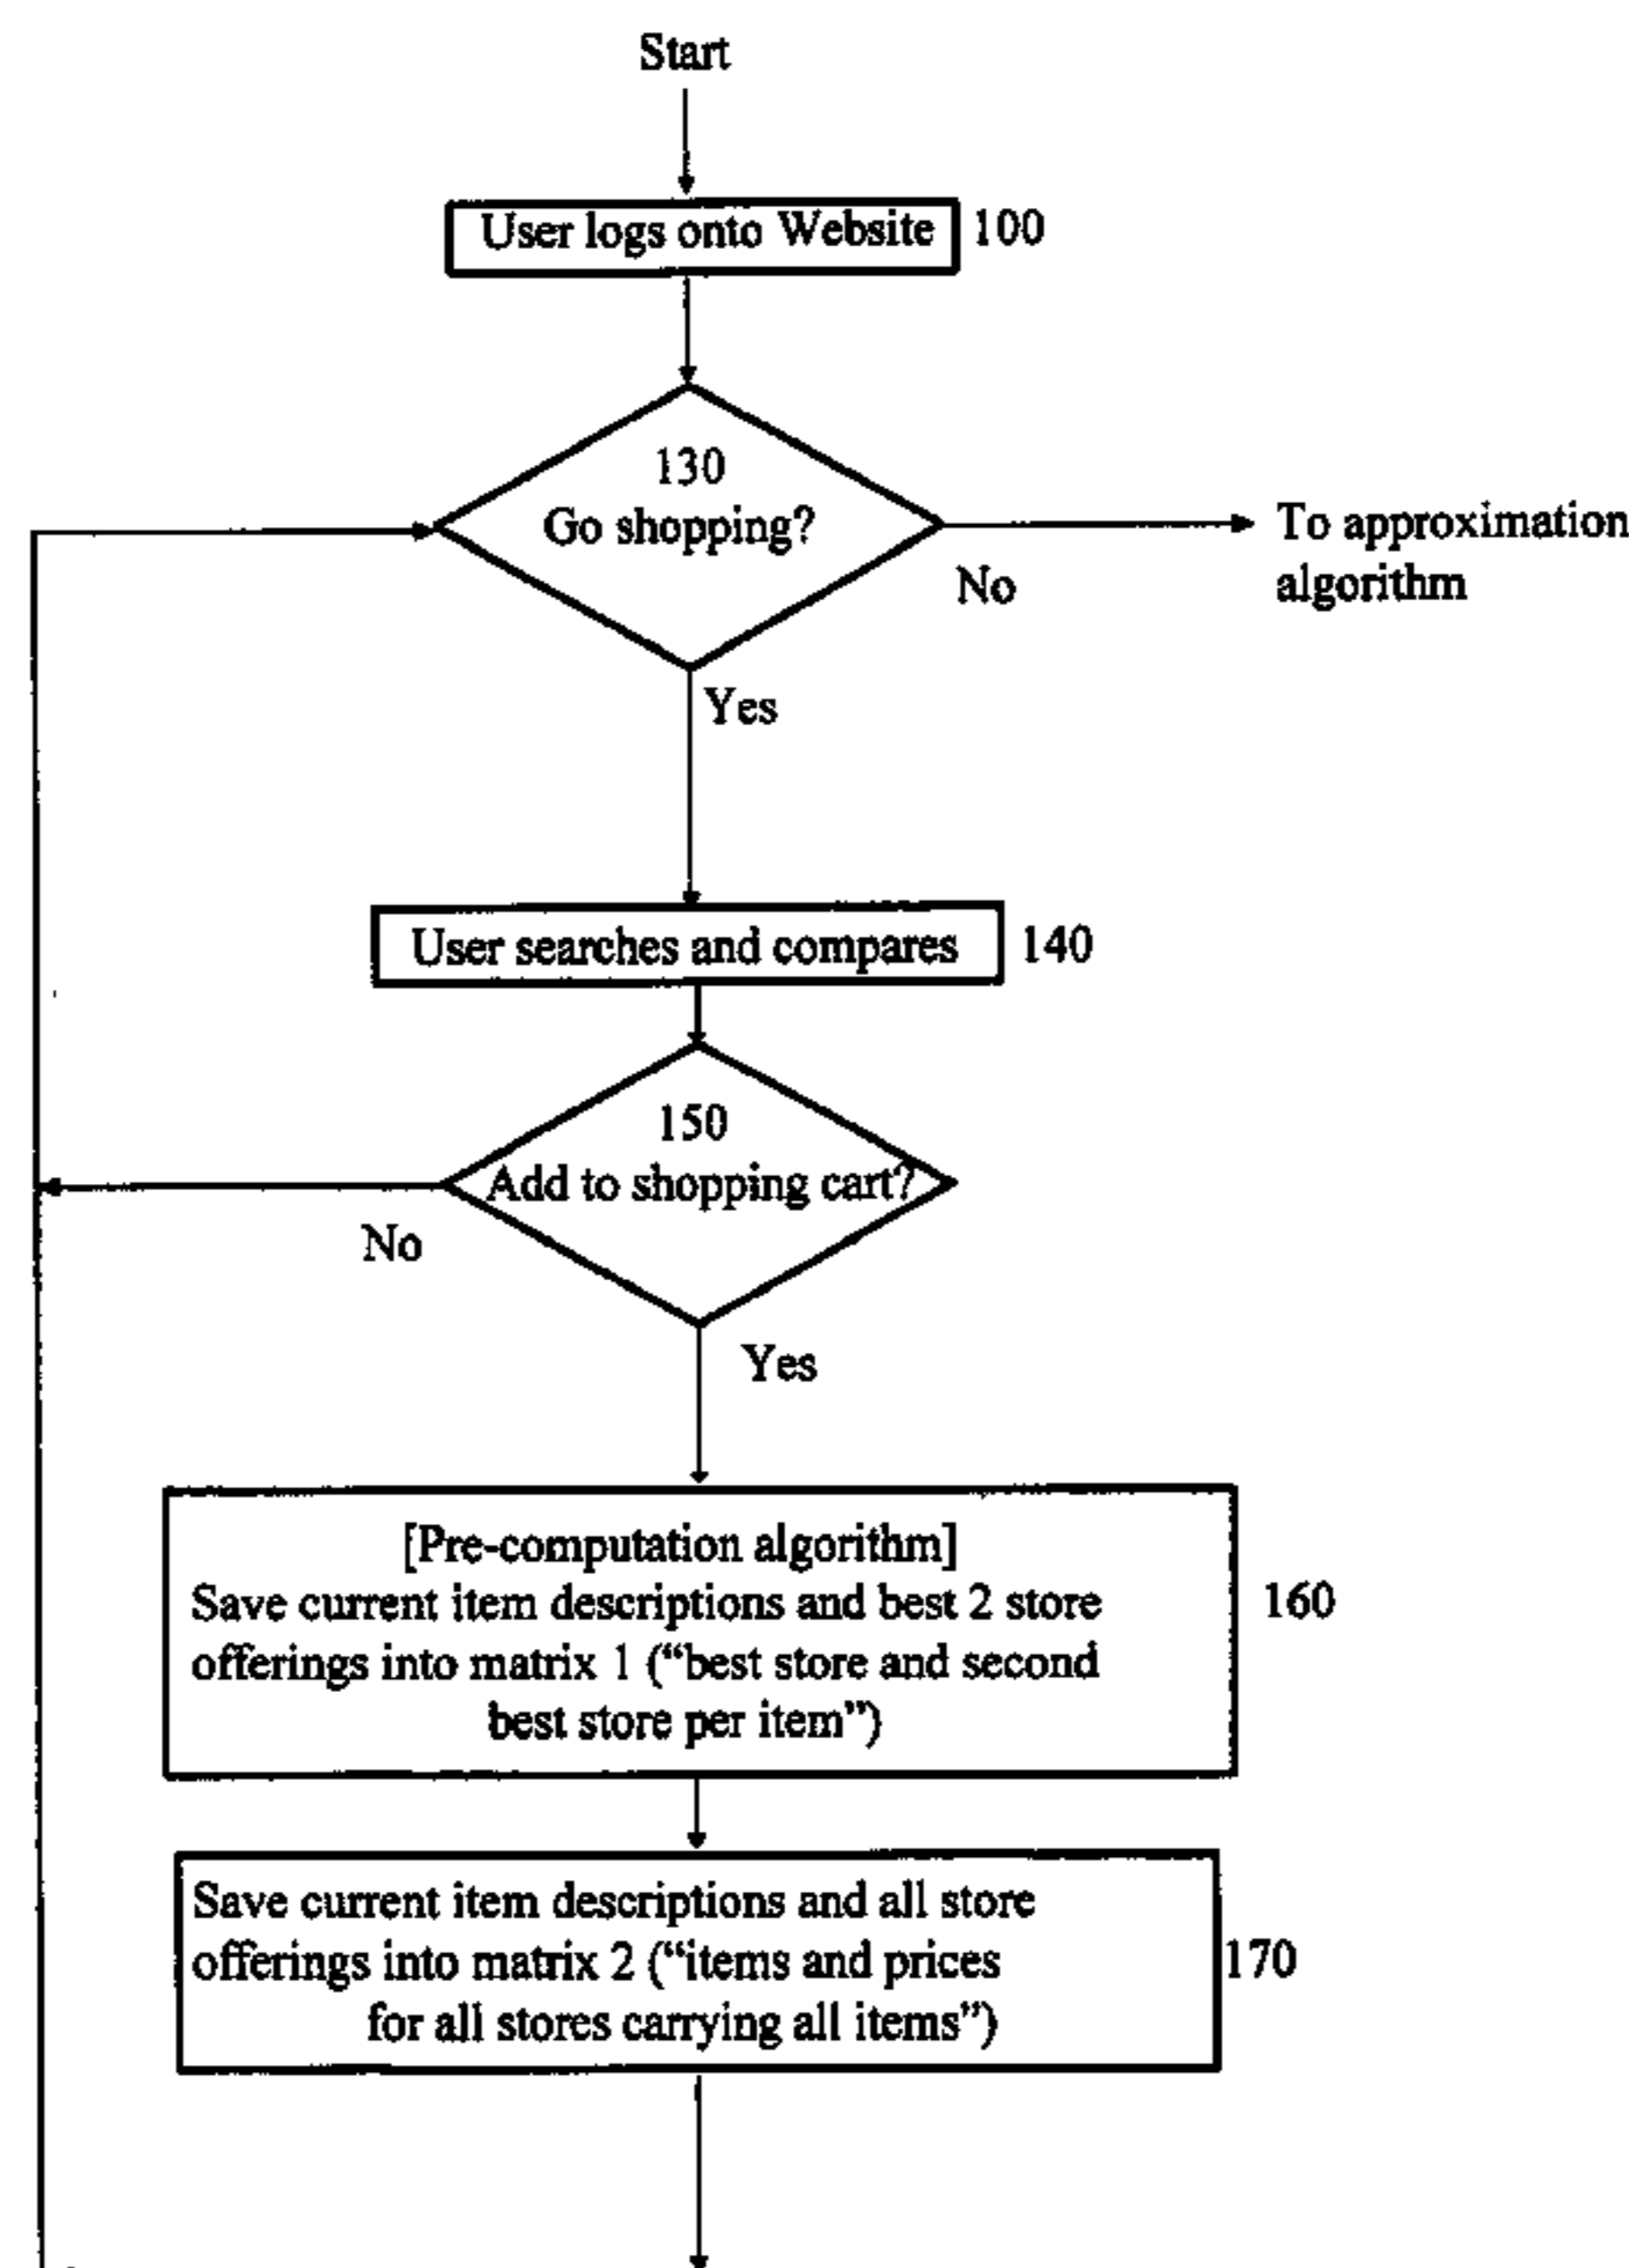 Start
User logs onto Website 100
130
Go shopping?
To approximation
algorithm
No
Yes
User searches and compares 140
150
Add to shopping cart?
No
Yes
[Pre-computation algorithm]
Save current item descriptions and best 2 store
offerings into matrix 1 (“best store and second
best store per item”)
160
Save current item descriptions and all store
offerings into matrix 2 (“items and prices
for all stores carrying all items”)
170